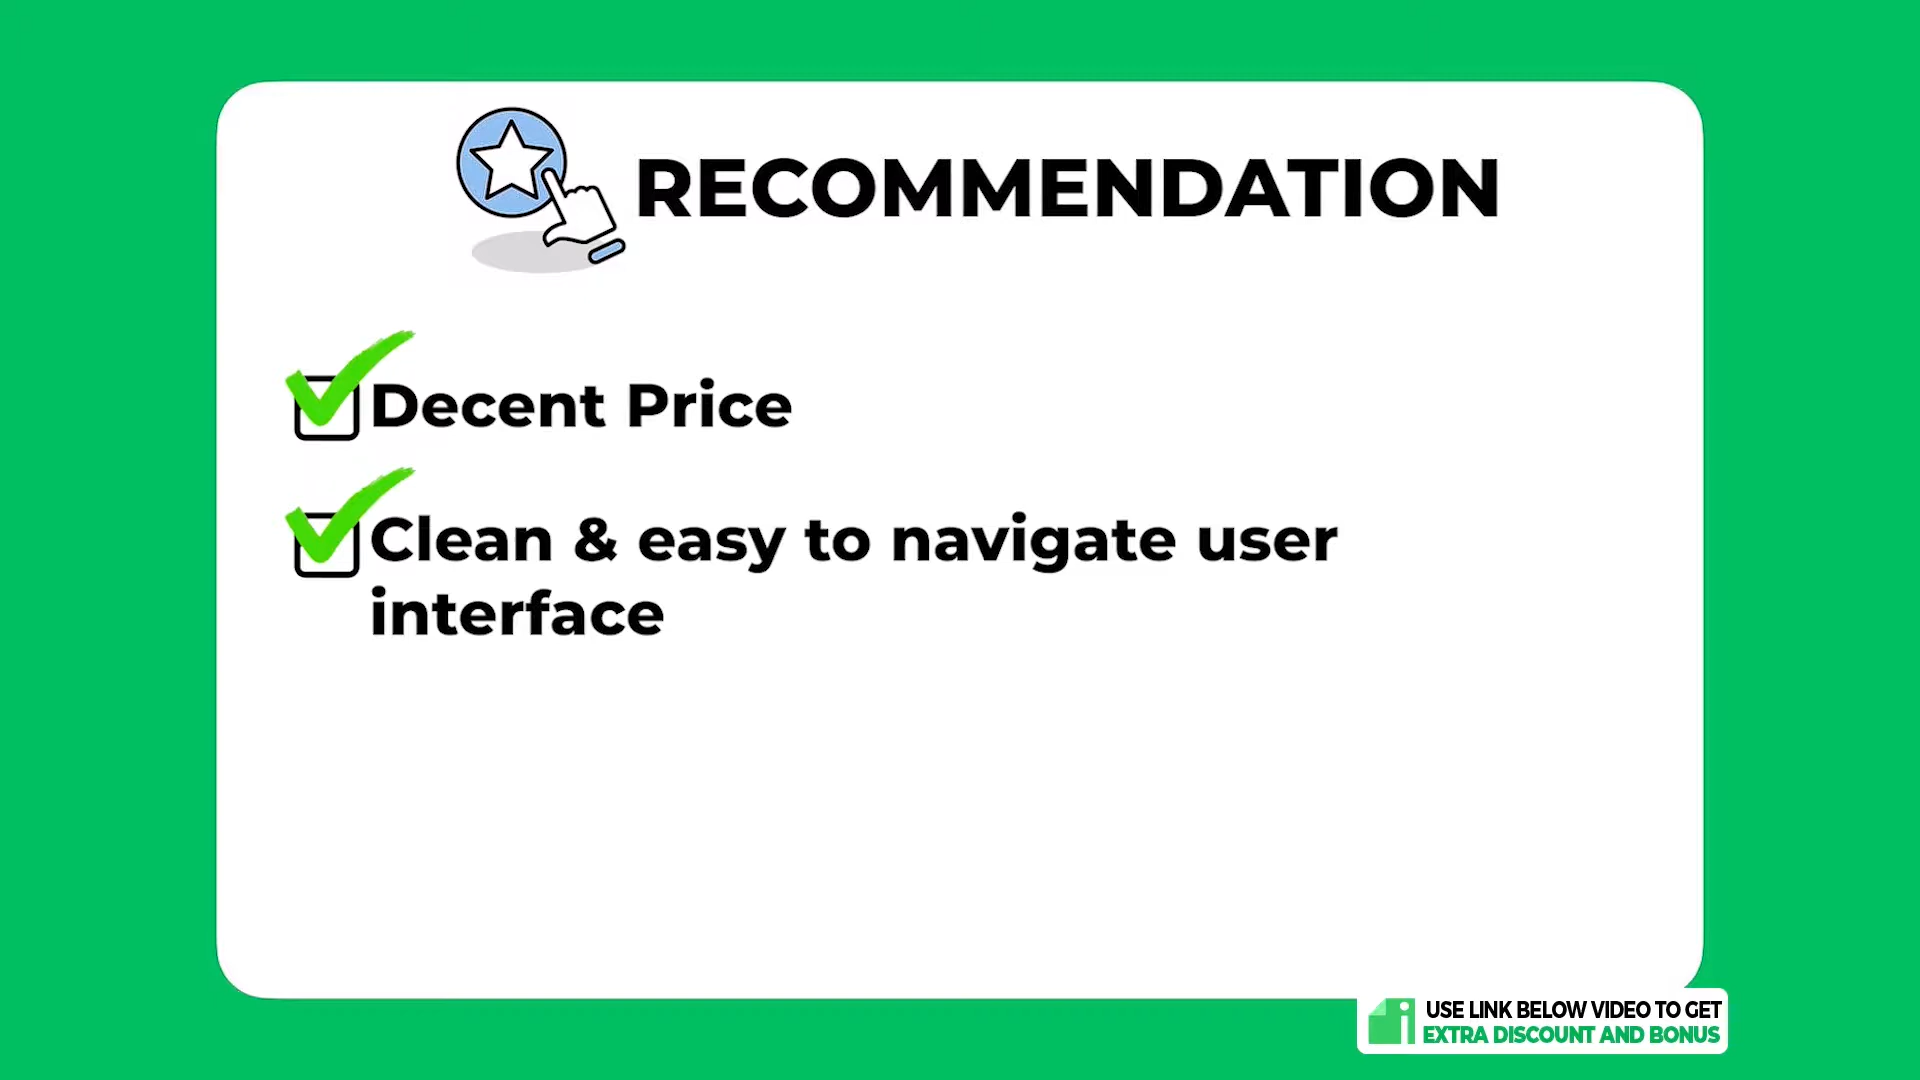 RECOMMENDATION
Decent Price
Clean & easy to navigate user
interface
USE LINK BELOW VIDEO TO GET
EXTRA DISCOUNT AND BONUS